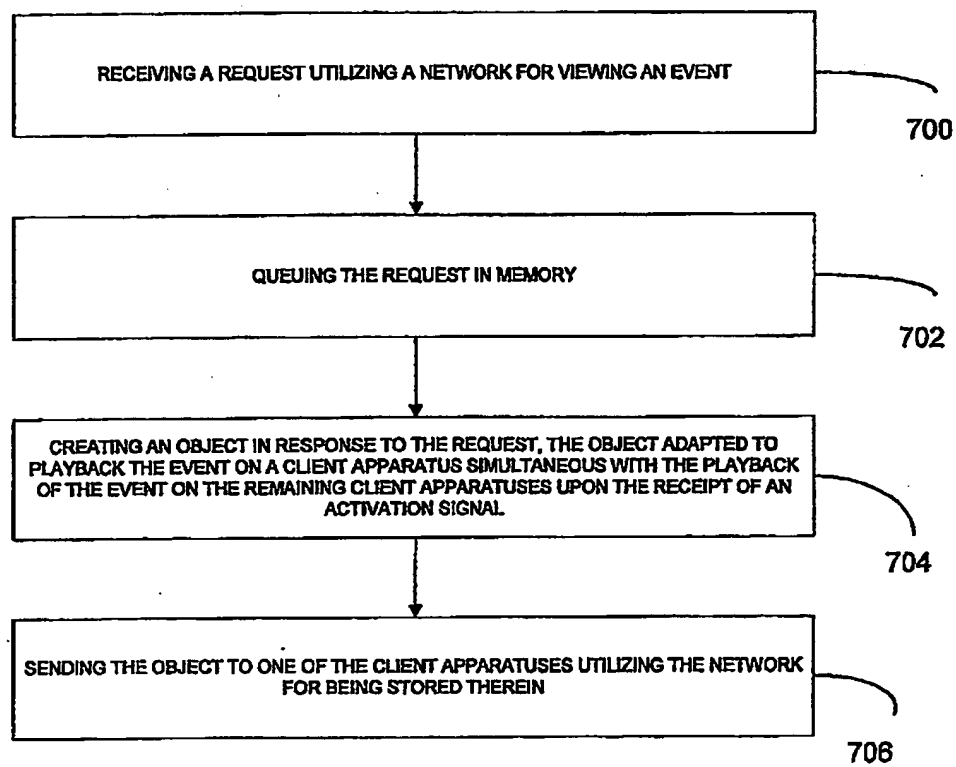 RECEIVING A REQUEST UTILIZING A NETWORK FOR VIEWING AN EVENT
700
QUEUING THE REQUEST IN MEMORY
702
CREATING AN OBJECT IN RESPONSE TO THE REQUEST, THE OBJECT ADAPTED TO
PLAYBACK THE EVENT ON A CLIENT APPARATUS SIMULTANEOUS WITH THE PLAYBACK
OF THE EVENT ON THE REMAINING CLIENT APPARATUSES UPON THE RECEIPT OF AN
ACTIVATION SIGNAL
704
SENDING THE OBJECT TO ONE OF THE CLIENT APPARATUSES UTILIZING THE NETWORK
FOR BEING STORED THEREIN
706